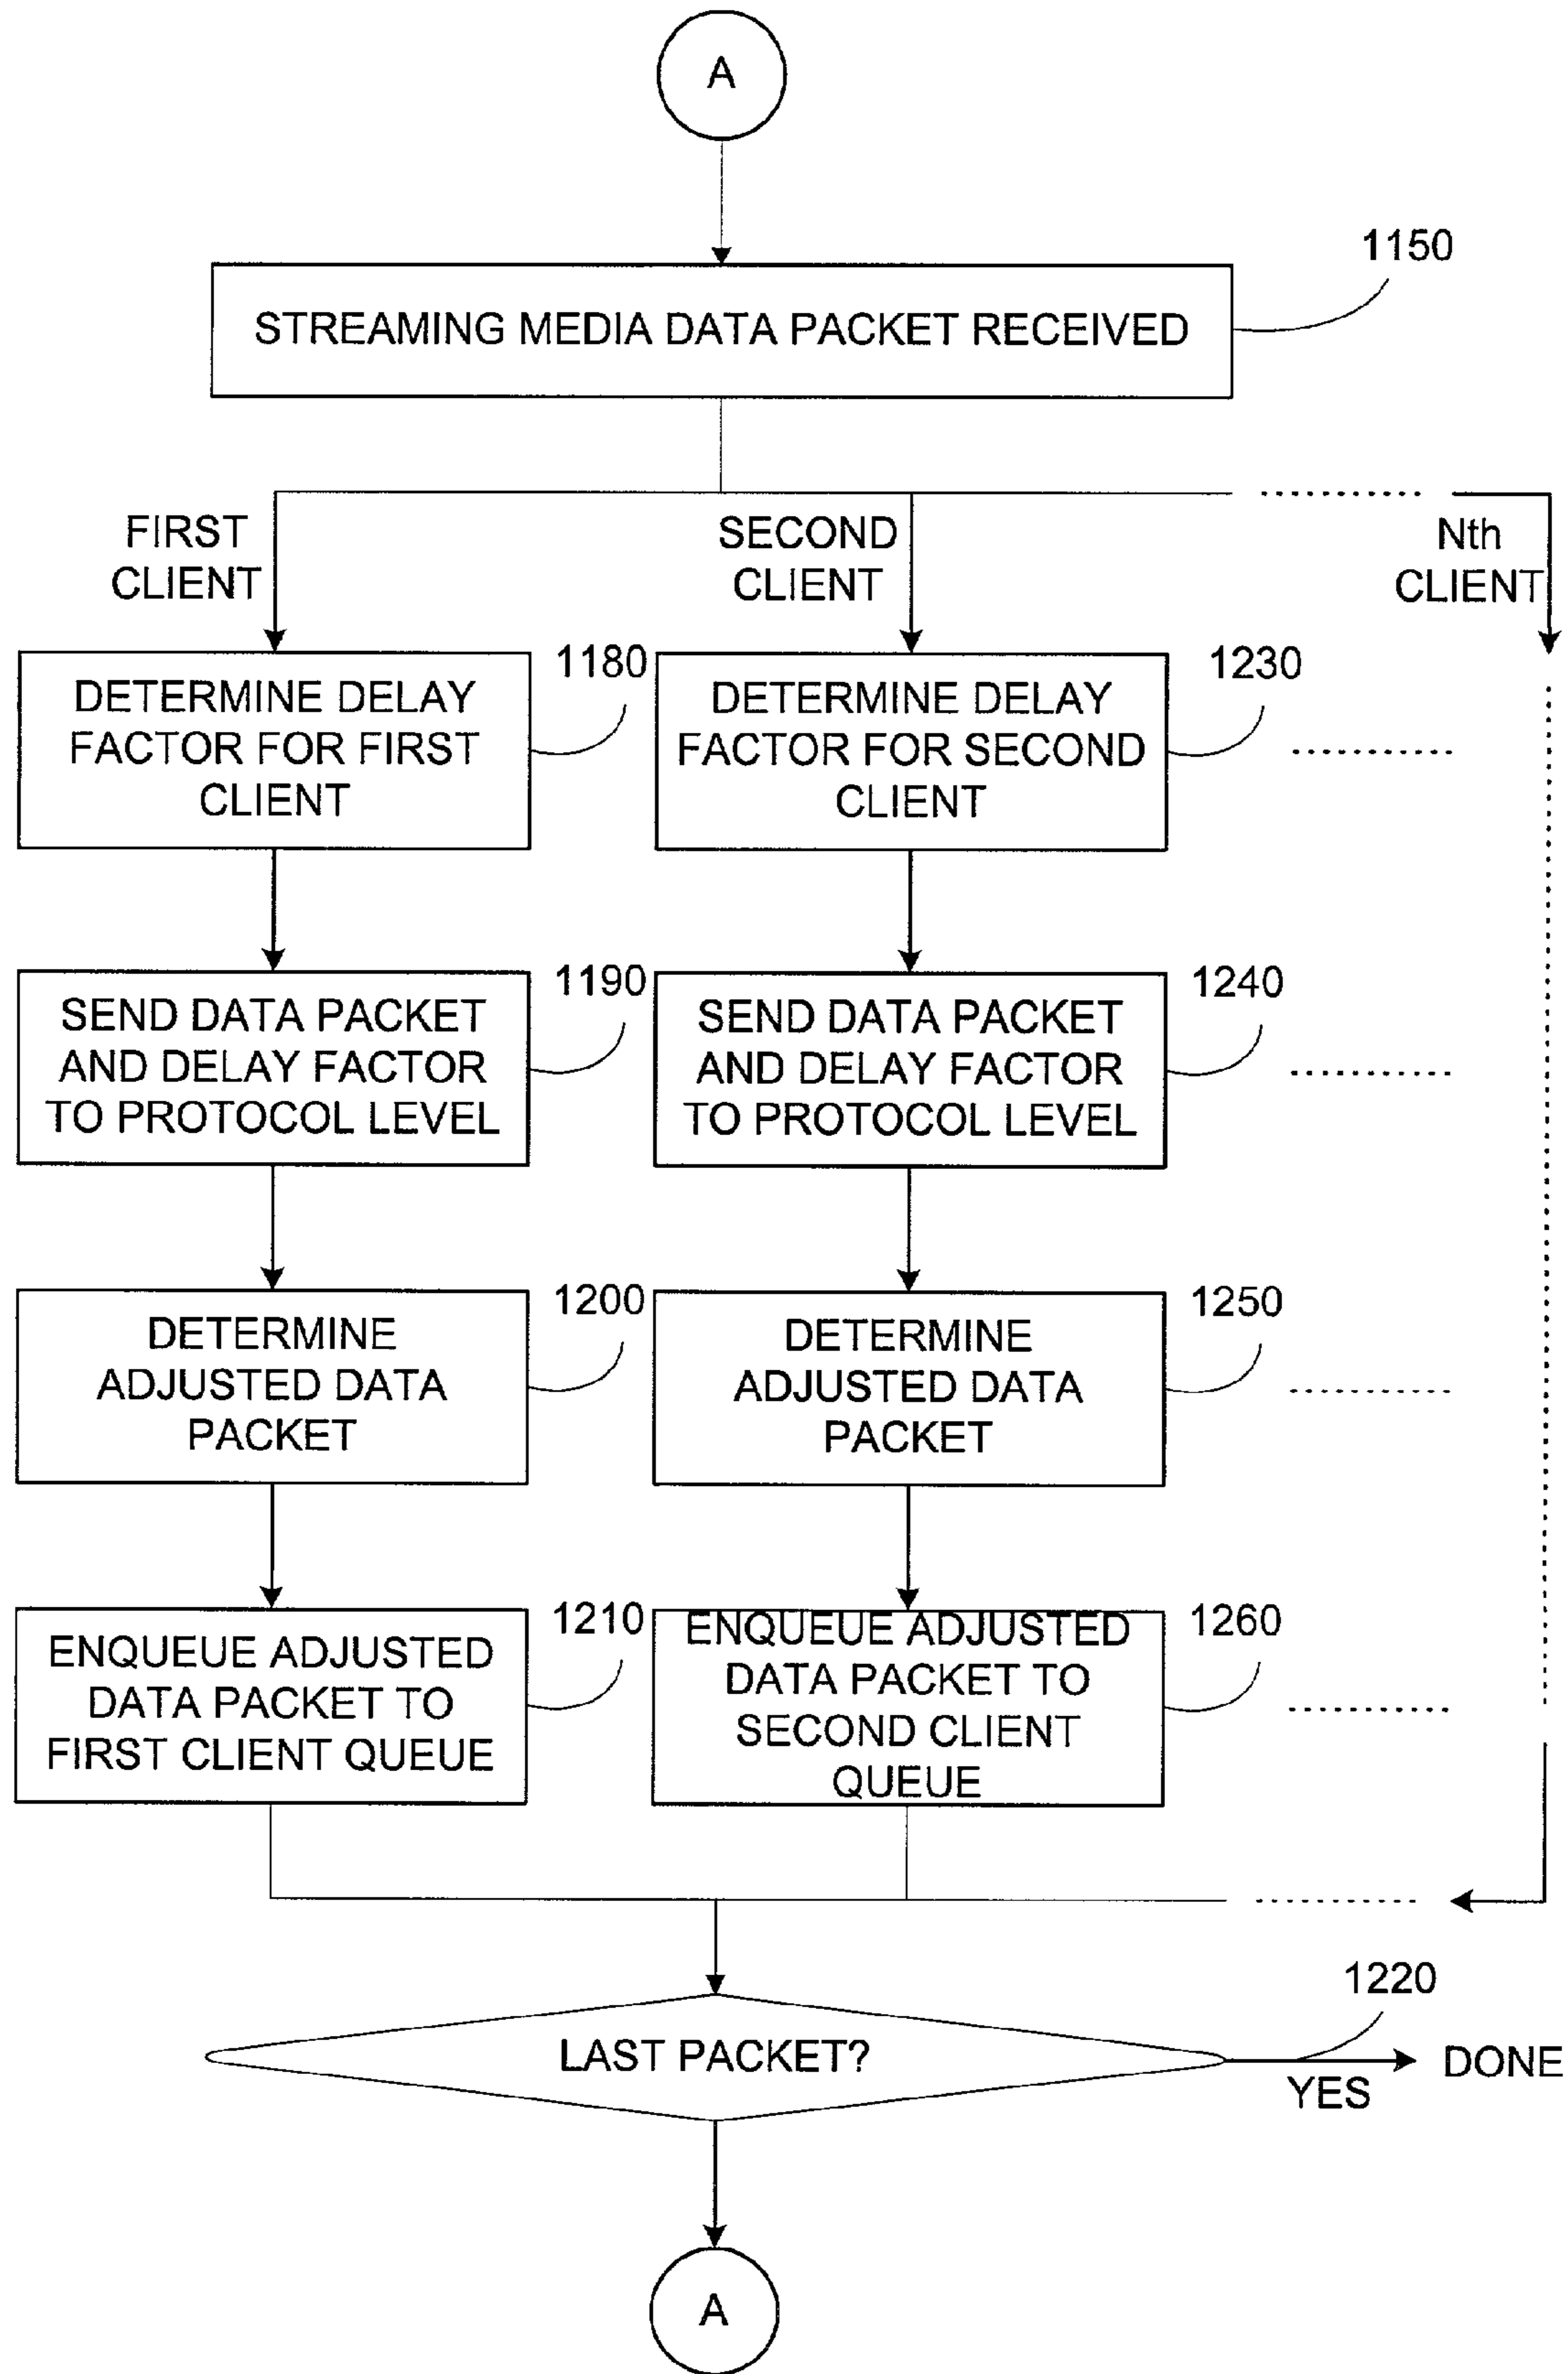 A
1150
STREAMING MEDIA DATA PACKET RECEIVED
FIRST
CLIENT
SECOND
CLIENT
Nth
CLIENT
1180
DETERMINE DELAY
FACTOR FOR FIRST
CLIENT
1230
DETERMINE DELAY
FACTOR FOR SECOND
CLIENT
1190
SEND DATA PACKET
AND DELAY FACTOR
TO PROTOCOL LEVEL
1240
SEND DATA PACKET
AND DELAY FACTOR
TO PROTOCOL LEVEL
1200
DETERMINE
ADJUSTED DATA
PACKET
1250
DETERMINE
ADJUSTED DATA
PACKET
1210
ENQUEUE ADJUSTED
DATA PACKET TO
FIRST CLIENT QUEUE
1260
ENQUEUE ADJUSTED
DATA PACKET TO
SECOND CLIENT
QUEUE
1220
LAST PACKET?
YES
DONE
A